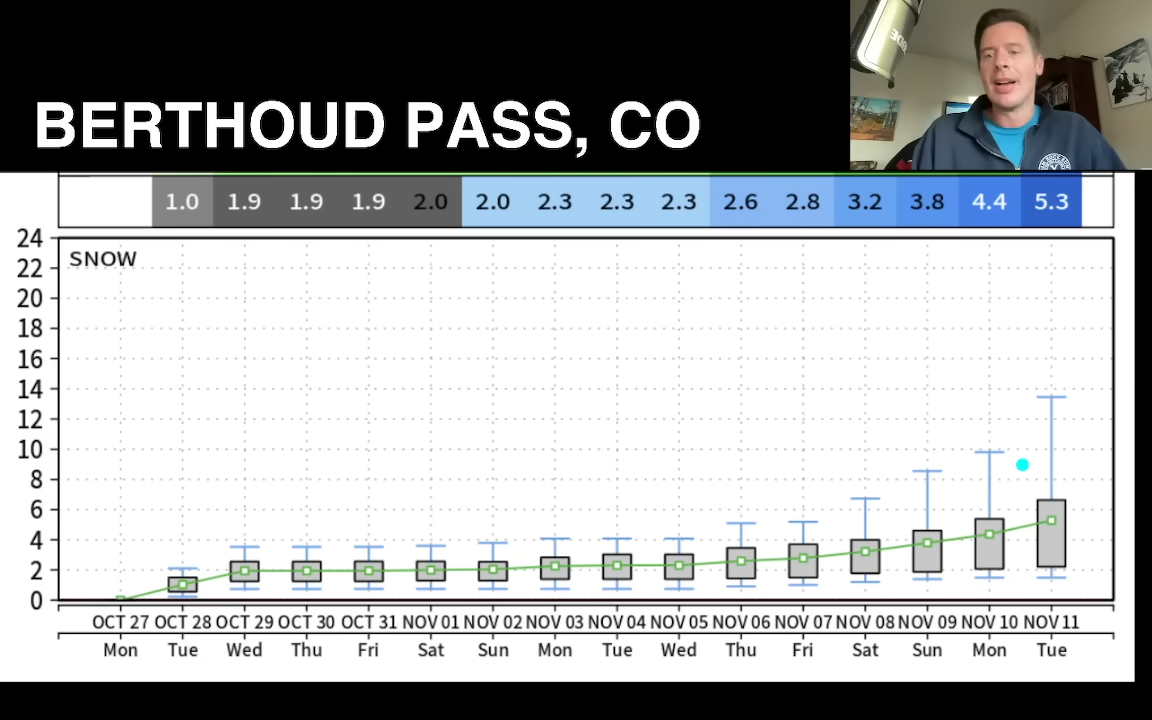 BERTHOUD PASS, CO
1.0 1.9 1.9 1.9 2.0 2.0 2.3 2.3 2.3 2.6 2.8 3.2 3.8 4.4 5.3
SNOW
24
22
20
18
16
14
12
10
8
6
4
2
0
OCT 27 OCT 28 OCT 29 OCT 30 OCT 31 NOV 01 NOV 02 NOV 03 NOV 04 NOV 05 NOV 06 NOV 07 NOV 08 NOV 09 NOV 10 NOV 11
Mon Tue Wed Thu Fri Sat Sun Mon Tue Wed Thu Fri Sat Sun Mon Tue